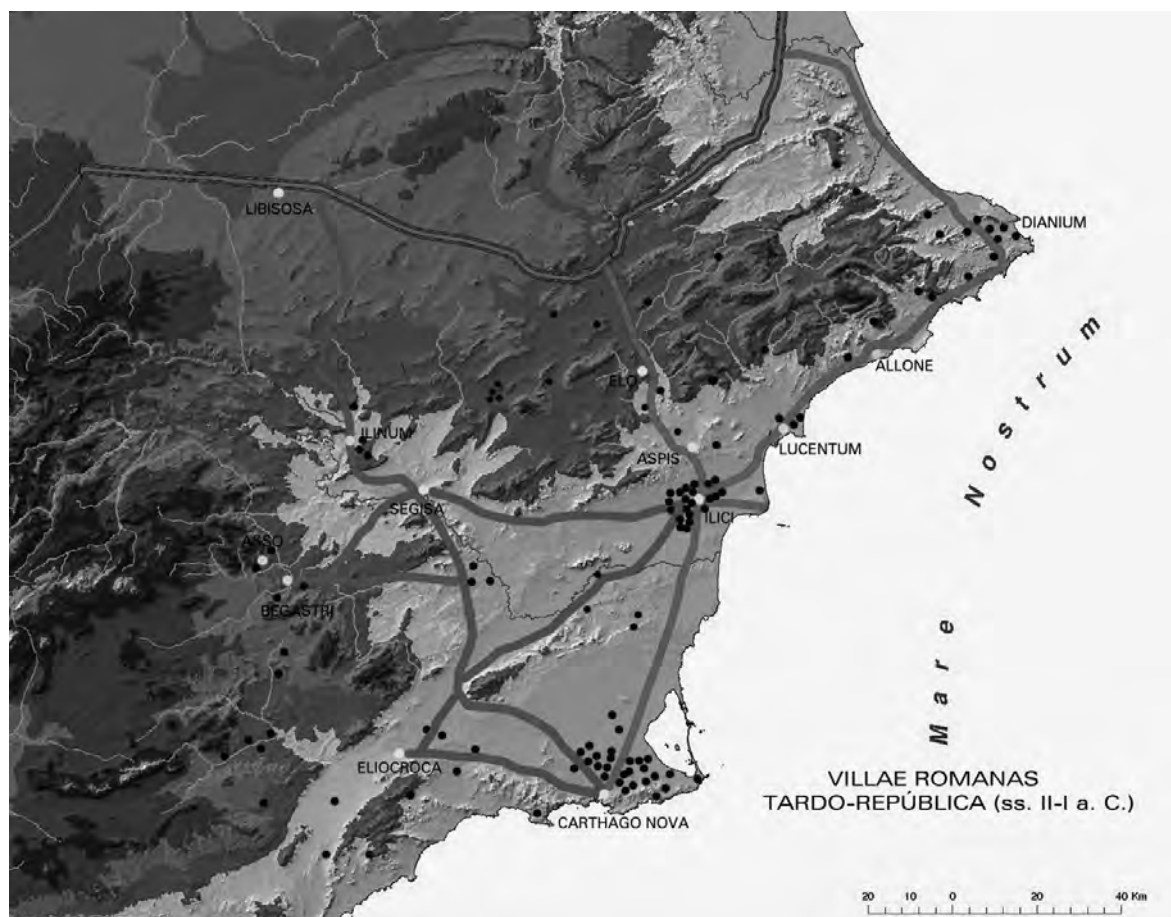 LIBISOSA
DIANIUM
ALLONE
ELO
ILINUM
ASPIS
LUCENTUM
SEGISA
ILICI
ASSO
BEGASTRI
Mare Nostrum
ELIOCROCA
CARTHAGO NOVA
VILLAE ROMANAS
TARDO-REPÚBLICA (ss. II-I a. C.)
20 10 0 20 40 Km